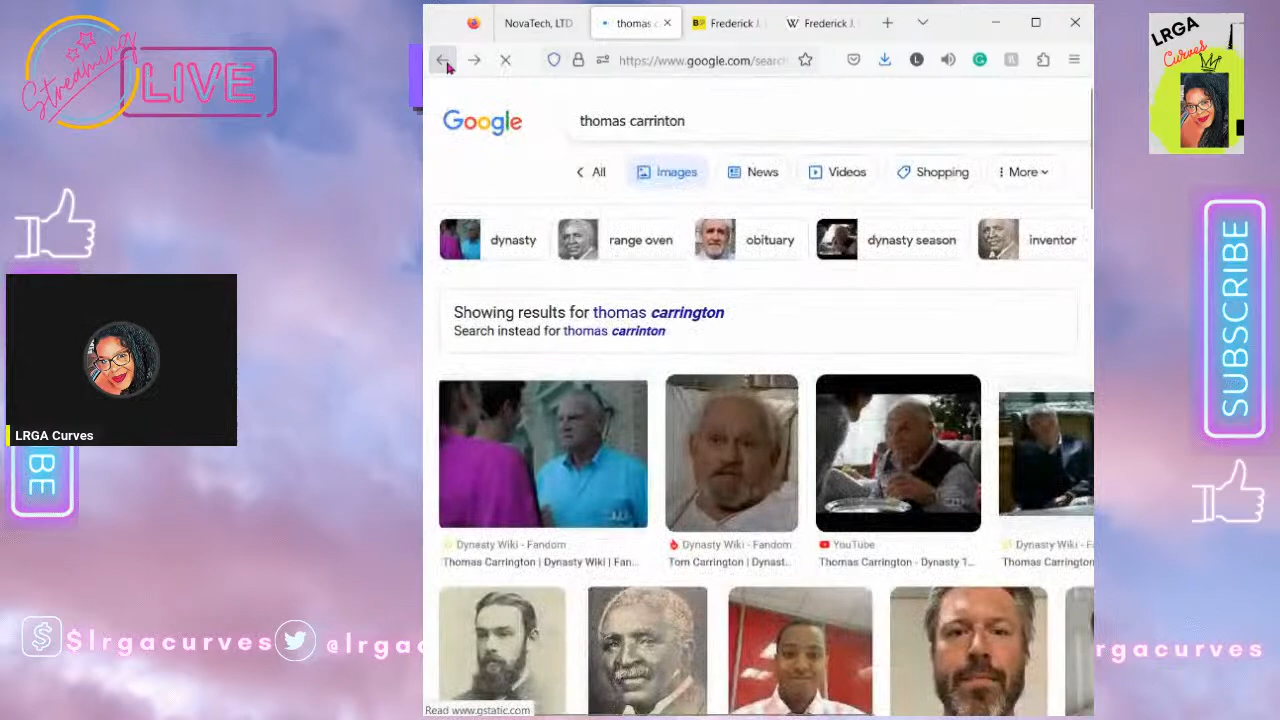 Streaming
LIVE
LRGA Curves
BE
$lrgacurves
@lrga
NovaTech, LTD
thomas c
Frederick J.
Frederick J.
https://www.google.com/search
Google
thomas carrinton
All
Images
News
Videos
Shopping
More
dynasty
range oven
obituary
dynasty season
inventor
Showing results for thomas carrington
Search instead for thomas carrinton
Dynasty Wiki - Fandom
Thomas Carrington | Dynasty Wiki | Fan...
Dynasty Wiki - Fandom
Tom Carrington | Dynast...
YouTube
Thomas Carrington - Dynasty T...
Dynasty Wiki - F
Thomas Carringto
Read www.gstatic.com
LRGA
Curves
SUBSCRIBE
rgacurves